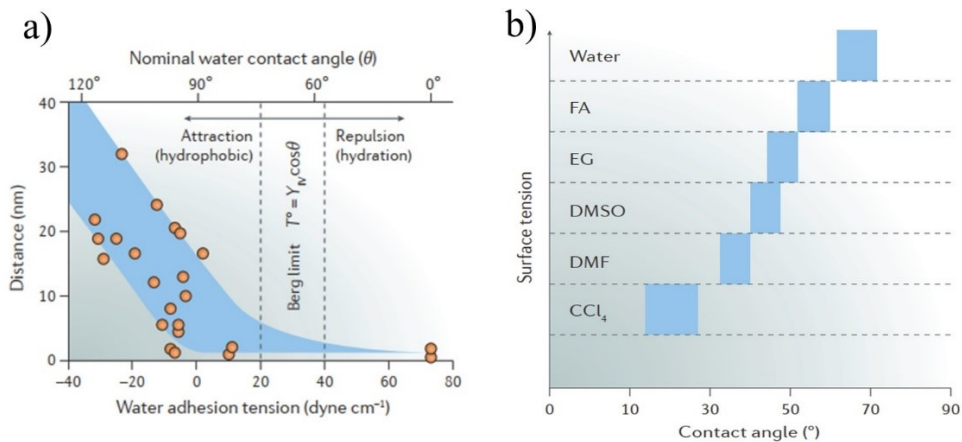 a)
Nominal water contact angle (θ)
120° 90° 60° 0°
40
30
20
10
0
Distance (nm)
Attraction
(hydrophobic)
Repulsion
(hydration)
Berg limit T° = Y_lv cosθ
−40 −20 0 20 40 60 80
Water adhesion tension (dyne cm⁻¹)
b)
Surface tension
Water
FA
EG
DMSO
DMF
CCl₄
0 10 30 50 70 90
Contact angle (°)